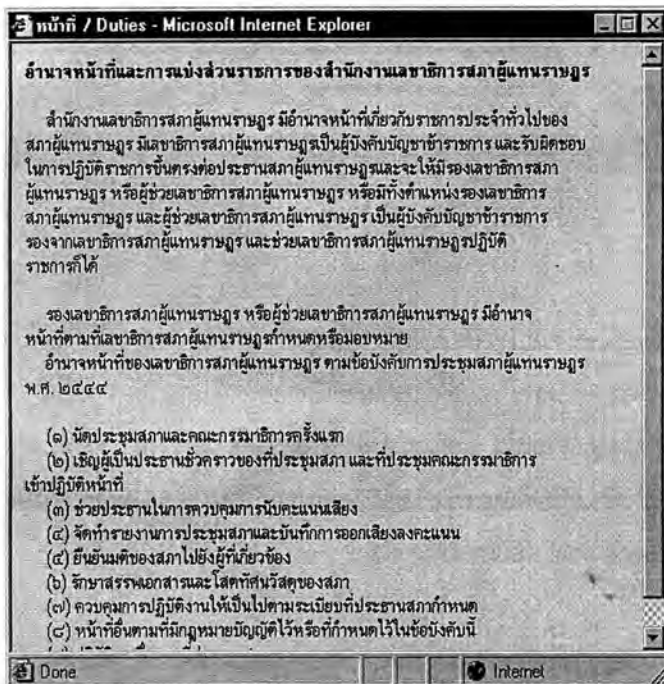 หน้าที่ / Duties - Microsoft Internet Explorer
อำนาจหน้าที่และการแบ่งส่วนราชการของสำนักงานเลขาธิการสภาผู้แทนราษฎร
สำนักงานเลขาธิการสภาผู้แทนราษฎร มีอำนาจหน้าที่เกี่ยวกับราชการประจำทั่วไปของ
สภาผู้แทนราษฎร มีเลขาธิการสภาผู้แทนราษฎรเป็นผู้บังคับบัญชาข้าราชการ และรับผิดชอบ
ในการปฏิบัติราชการขึ้นตรงต่อประธานสภาผู้แทนราษฎรและจะให้มีรองเลขาธิการสภา
ผู้แทนราษฎร หรือผู้ช่วยเลขาธิการสภาผู้แทนราษฎร หรือมีทั้งตำแหน่งรองเลขาธิการ
สภาผู้แทนราษฎร และผู้ช่วยเลขาธิการสภาผู้แทนราษฎร เป็นผู้บังคับบัญชาข้าราชการ
รองจากเลขาธิการสภาผู้แทนราษฎร และช่วยเลขาธิการสภาผู้แทนราษฎรปฏิบัติ
ราชการก็ได้
รองเลขาธิการสภาผู้แทนราษฎร หรือผู้ช่วยเลขาธิการสภาผู้แทนราษฎร มีอำนาจ
หน้าที่ตามที่เลขาธิการสภาผู้แทนราษฎรกำหนดหรือมอบหมาย
อำนาจหน้าที่ของเลขาธิการสภาผู้แทนราษฎร ตามข้อบังคับการประชุมสภาผู้แทนราษฎร
พ.ศ. ๒๕๔๔
(๑) นัดประชุมสภาและคณะกรรมาธิการครั้งแรก
(๒) เชิญผู้เป็นประธานชั่วคราวของที่ประชุมสภา และที่ประชุมคณะกรรมาธิการ
เข้าปฏิบัติหน้าที่
(๓) ช่วยประธานในการควบคุมการนับคะแนนเสียง
(๔) จัดทำรายงานการประชุมสภาและบันทึกการออกเสียงลงคะแนน
(๕) ยืนยันมติของสภาไปยังผู้ที่เกี่ยวข้อง
(๖) รักษาสรรพเอกสารและโสตทัศนวัสดุของสภา
(๗) ควบคุมการปฏิบัติงานให้เป็นไปตามระเบียบที่ประธานสภากำหนด
(๘) หน้าที่อื่นตามที่มีกฎหมายบัญญัติไว้หรือที่กำหนดไว้ในข้อบังคับนี้
Done
Internet